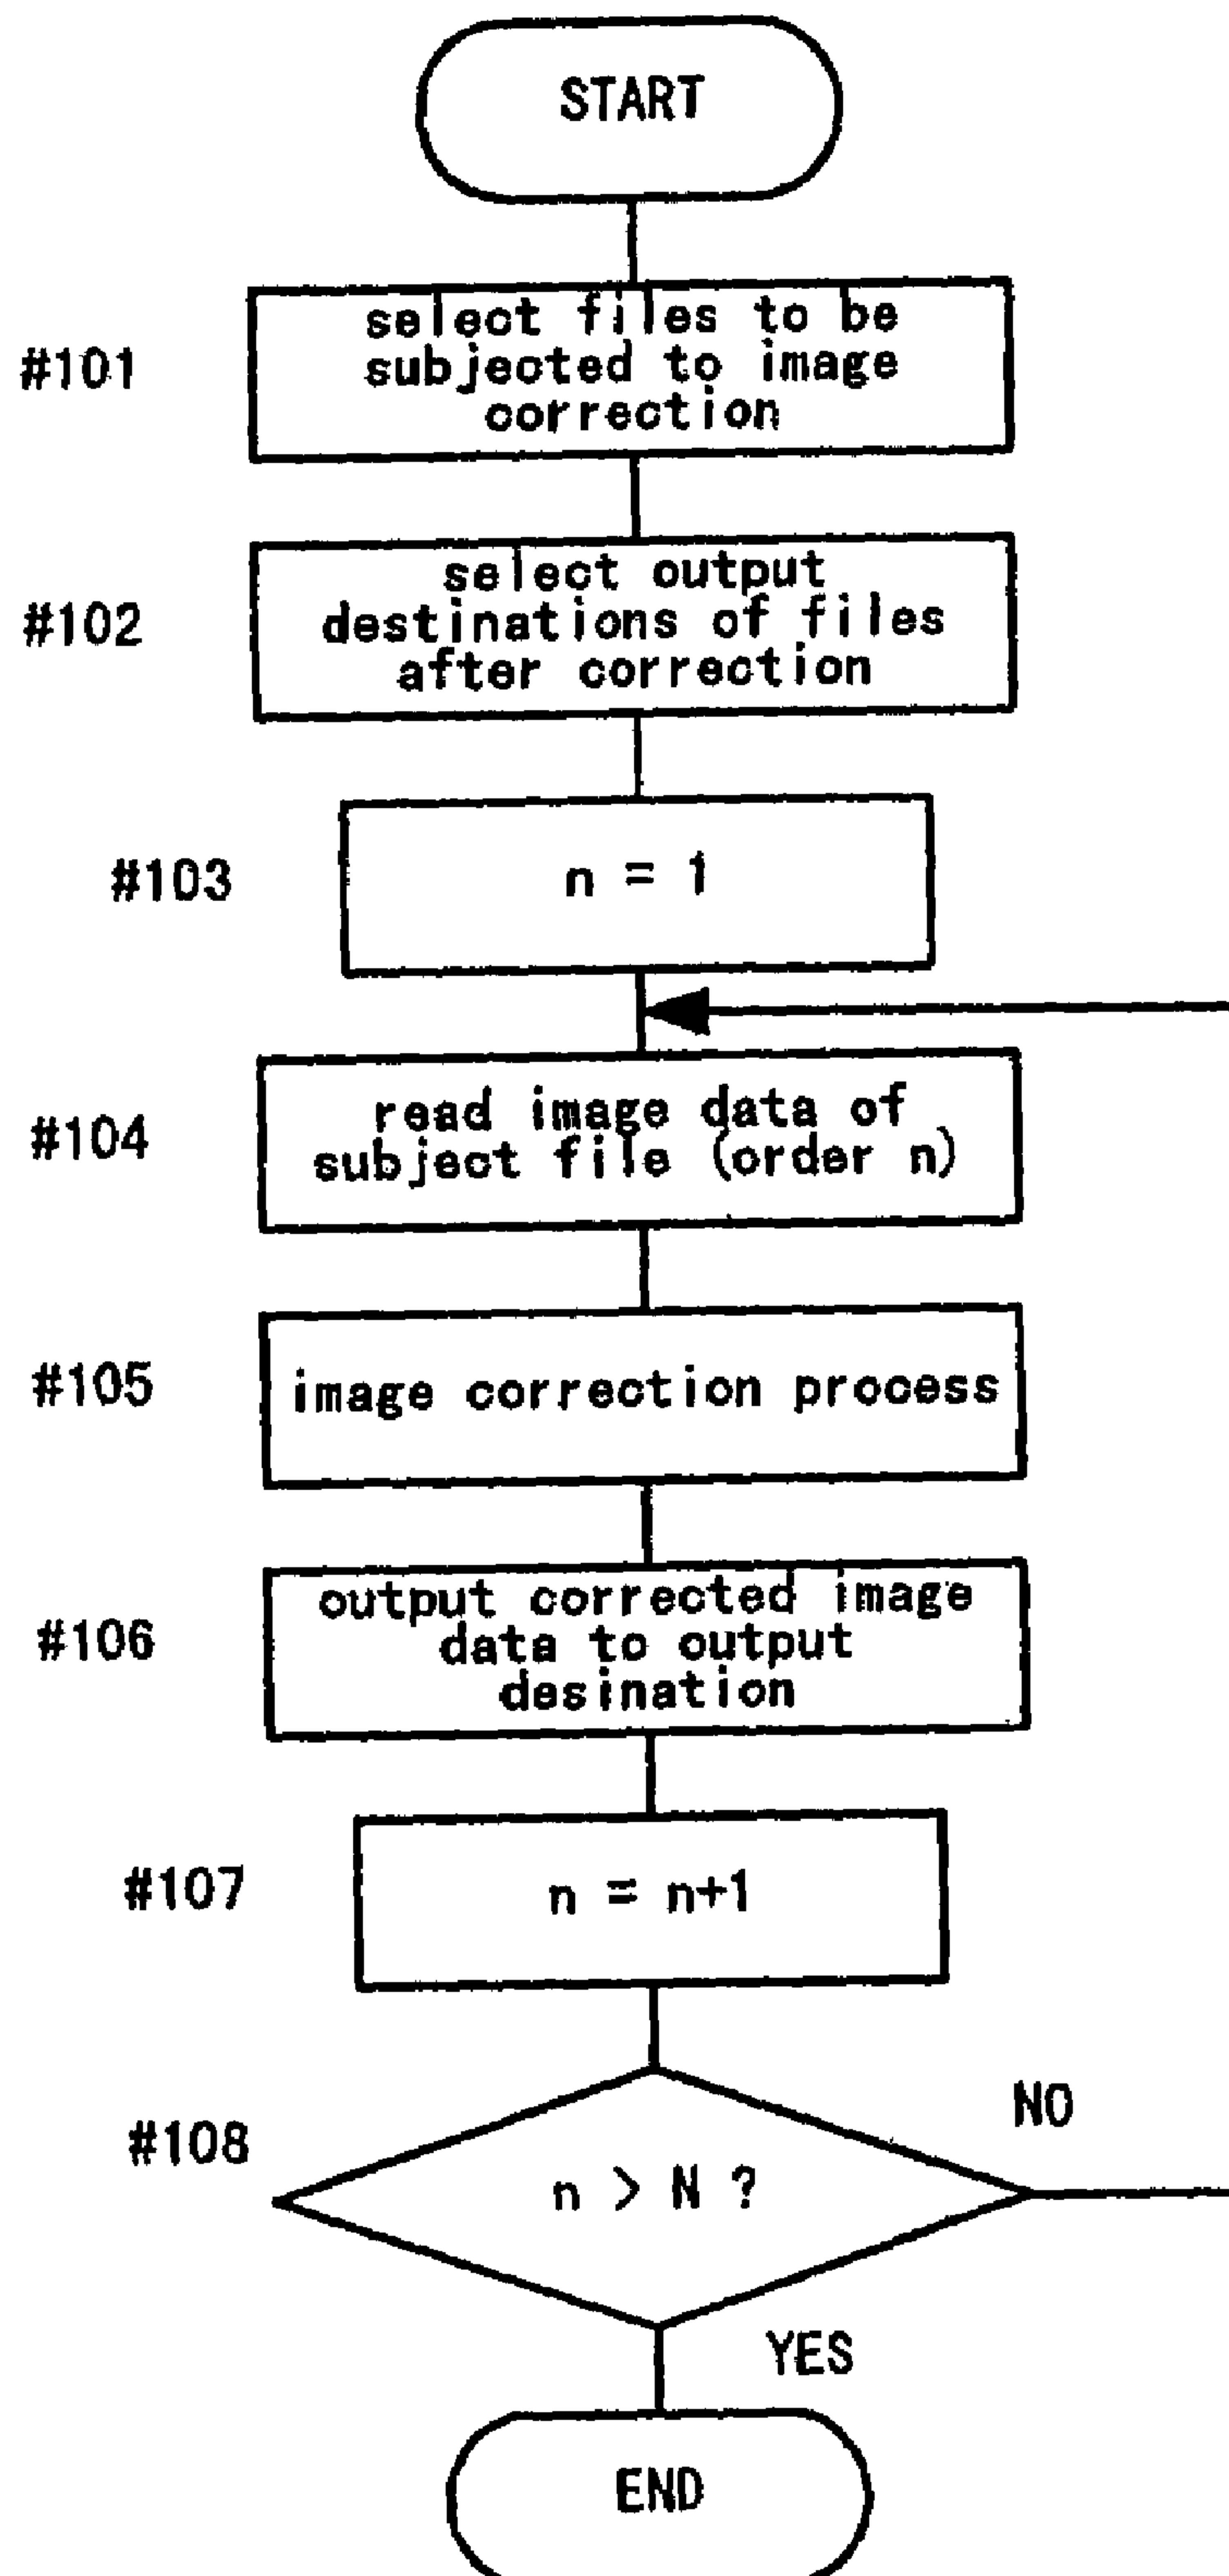 START
#101
select files to be
subjected to image
correction
#102
select output
destinations of files
after correction
#103
n = 1
#104
read image data of
subject file (order n)
#105
image correction process
#106
output corrected image
data to output
desination
#107
n = n+1
#108
n > N ?
NO
YES
END